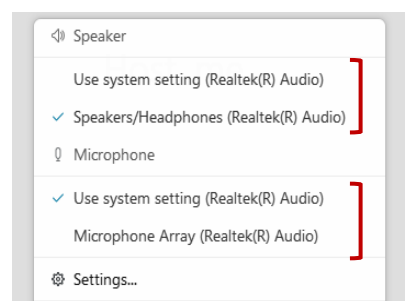 Speaker
Use system setting (Realtek(R) Audio)
Speakers/Headphones (Realtek(R) Audio)
Microphone
Use system setting (Realtek(R) Audio)
Microphone Array (Realtek(R) Audio)
Settings...